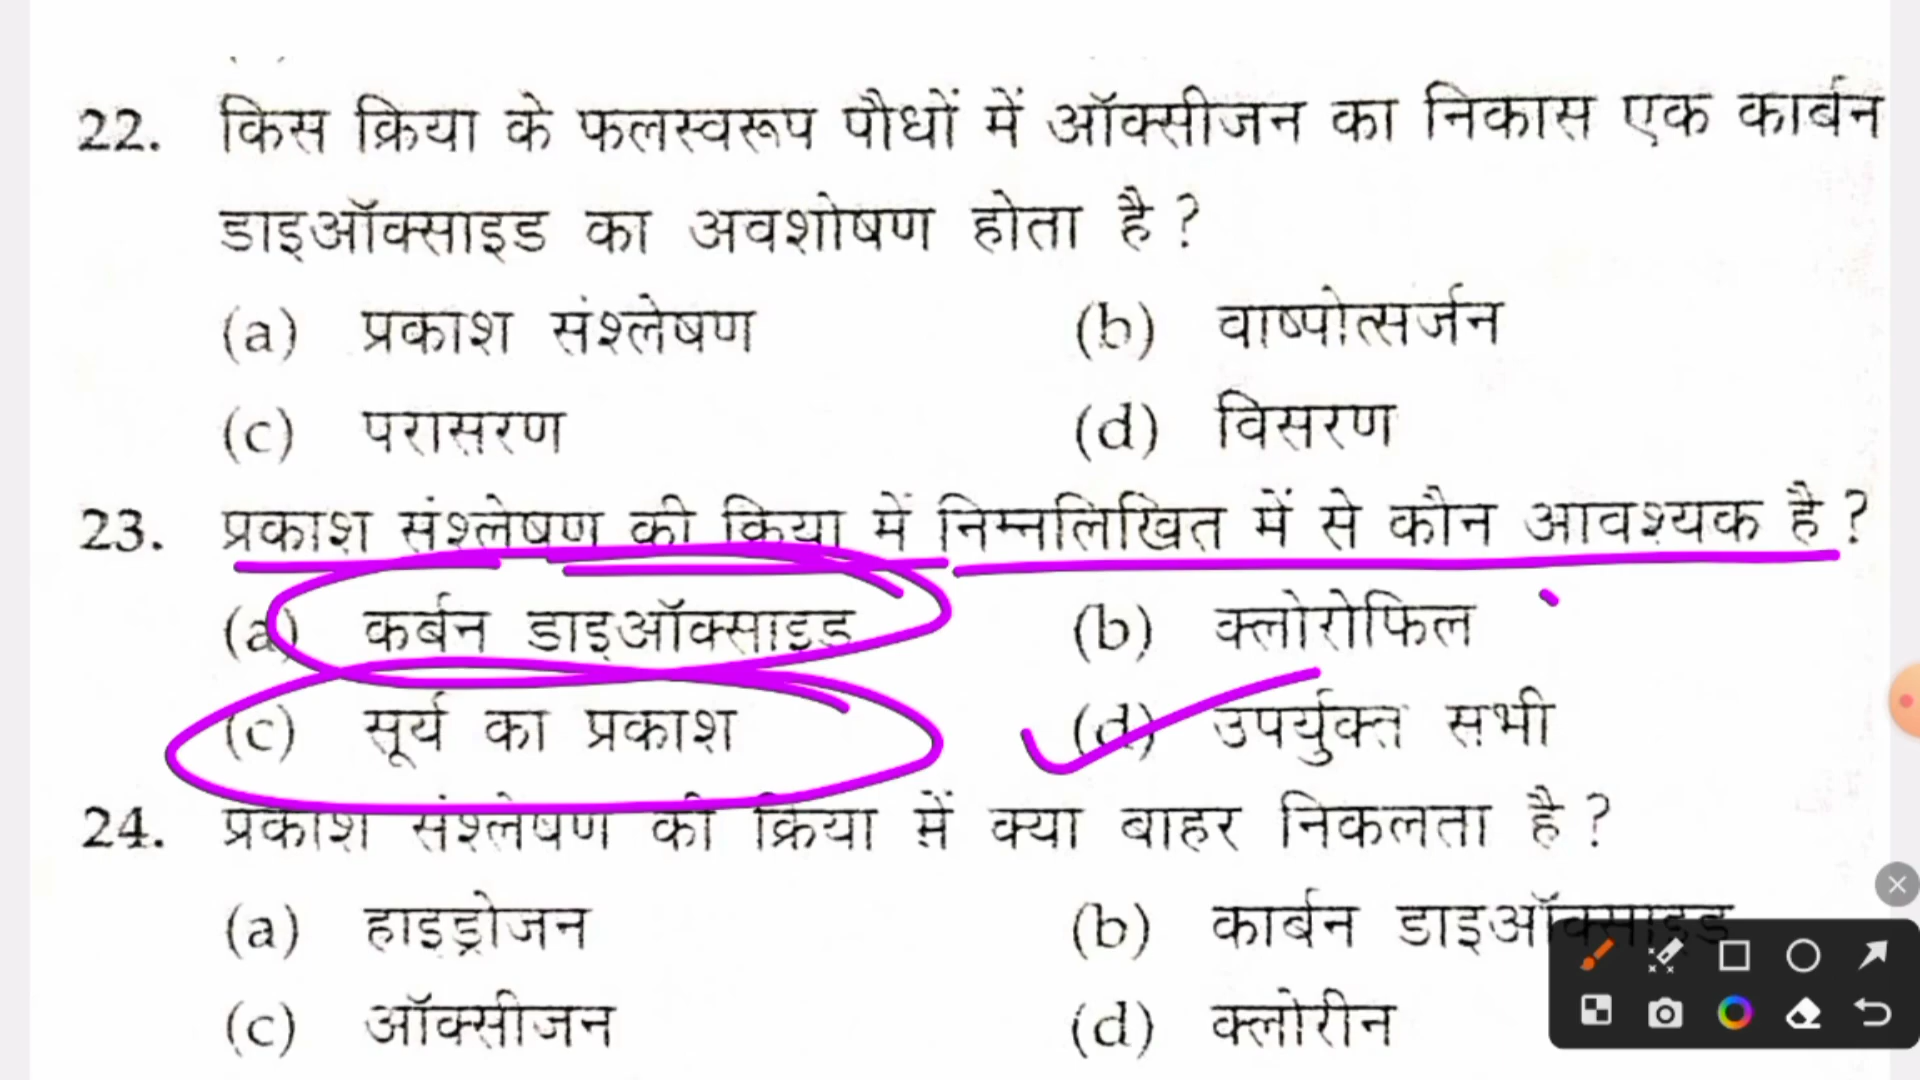 22. किस क्रिया के फलस्वरूप पौधों में ऑक्सीजन का निकास एक कार्बन
डाइऑक्साइड का अवशोषण होता है ?
(a) प्रकाश संश्लेषण (b) वाष्पोत्सर्जन
(c) परासरण (d) विसरण
23. प्रकाश संश्लेषण की क्रिया में निम्नलिखित में से कौन आवश्यक है ?
(a) कर्बन डाइऑक्साइड (b) क्लोरोफिल
(c) सूर्य का प्रकाश (d) उपर्युक्त सभी
24. प्रकाश संश्लेषण की क्रिया में क्या बाहर निकलता है ?
(a) हाइड्रोजन (b) कार्बन डाइऑक्साइड
(c) ऑक्सीजन (d) क्लोरीन